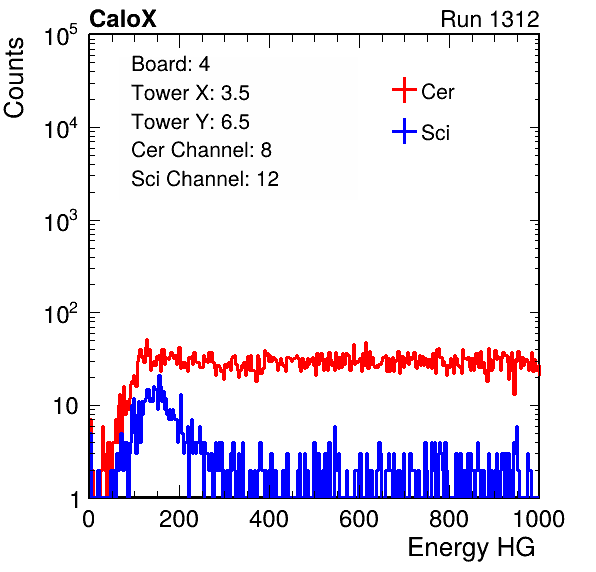 CaloX Run 1312
Counts
10^5
10^4
10^3
10^2
10
1
Board: 4
Tower X: 3.5
Tower Y: 6.5
Cer Channel: 8
Sci Channel: 12
Cer
Sci
0 200 400 600 800 1000
Energy HG